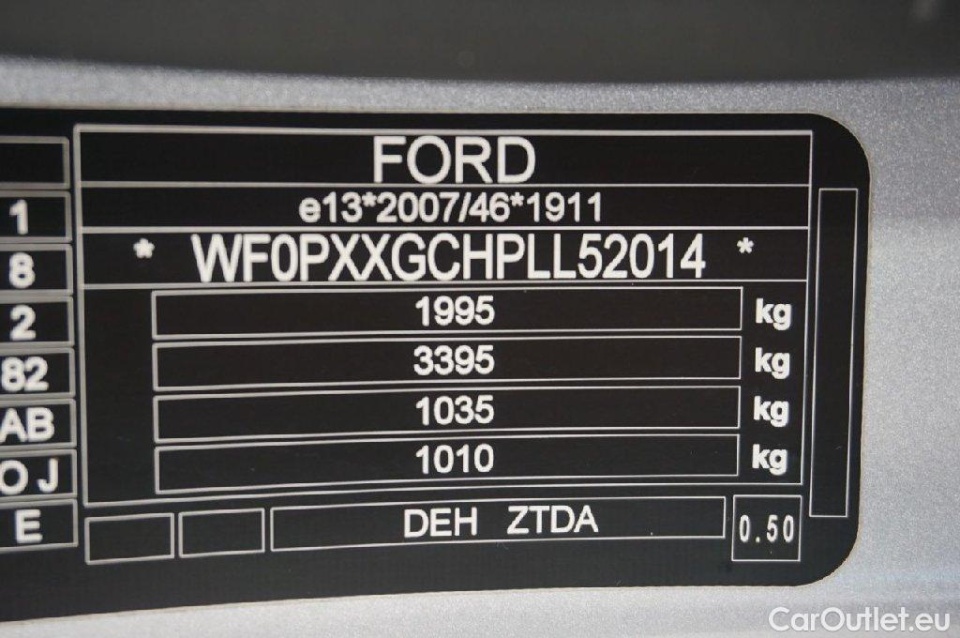 FORD
e13*2007/46*1911
* WF0PXXGCHPLL52014 *
1
8
2
82
AB
OJ
E
1995 kg
3395 kg
1035 kg
1010 kg
DEH ZTDA
0.50
CarOutlet.eu